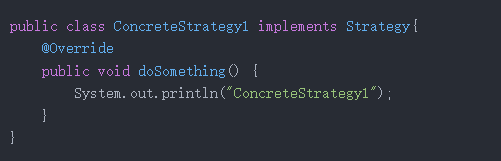 public class ConcreteStrategy1 implements Strategy{
    @Override
    public void doSomething() {
        System.out.println("ConcreteStrategy1");
    }
}